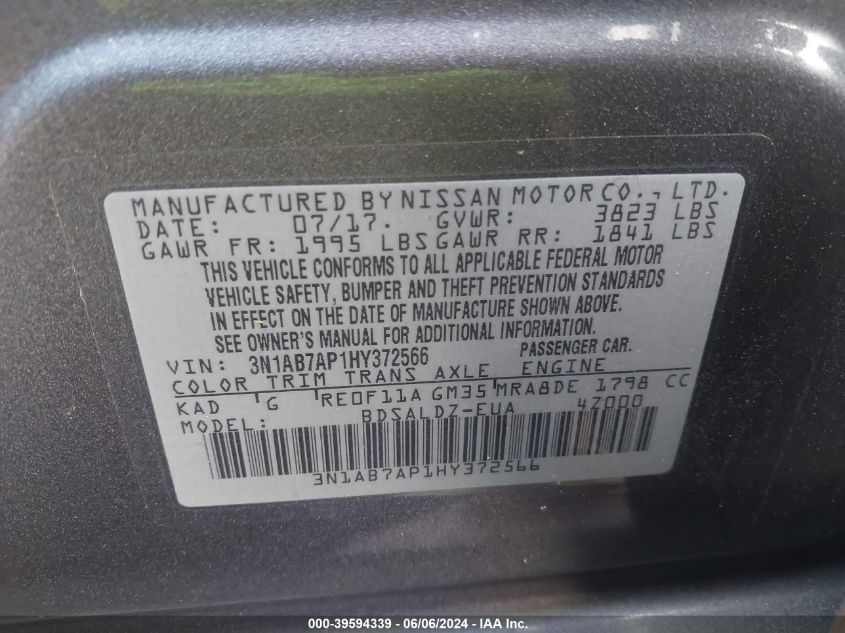 MANUFACTURED BY NISSAN MOTOR CO., LTD.
DATE: 07/17. GVWR: 3823 LBS
GAWR FR: 1995 LBS GAWR RR: 1841 LBS
THIS VEHICLE CONFORMS TO ALL APPLICABLE FEDERAL MOTOR
VEHICLE SAFETY, BUMPER AND THEFT PREVENTION STANDARDS
IN EFFECT ON THE DATE OF MANUFACTURE SHOWN ABOVE.
SEE OWNER'S MANUAL FOR ADDITIONAL INFORMATION.
VIN: 3N1AB7AP1HY372566 PASSENGER CAR.
COLOR TRIM TRANS AXLE ENGINE
KAD G RE0F11A GM35 MRA8DE 1798 CC
MODEL: BDSALDZ-EUA 4Z000
3N1AB7AP1HY372566
000-39594339 - 06/06/2024 - IAA Inc.